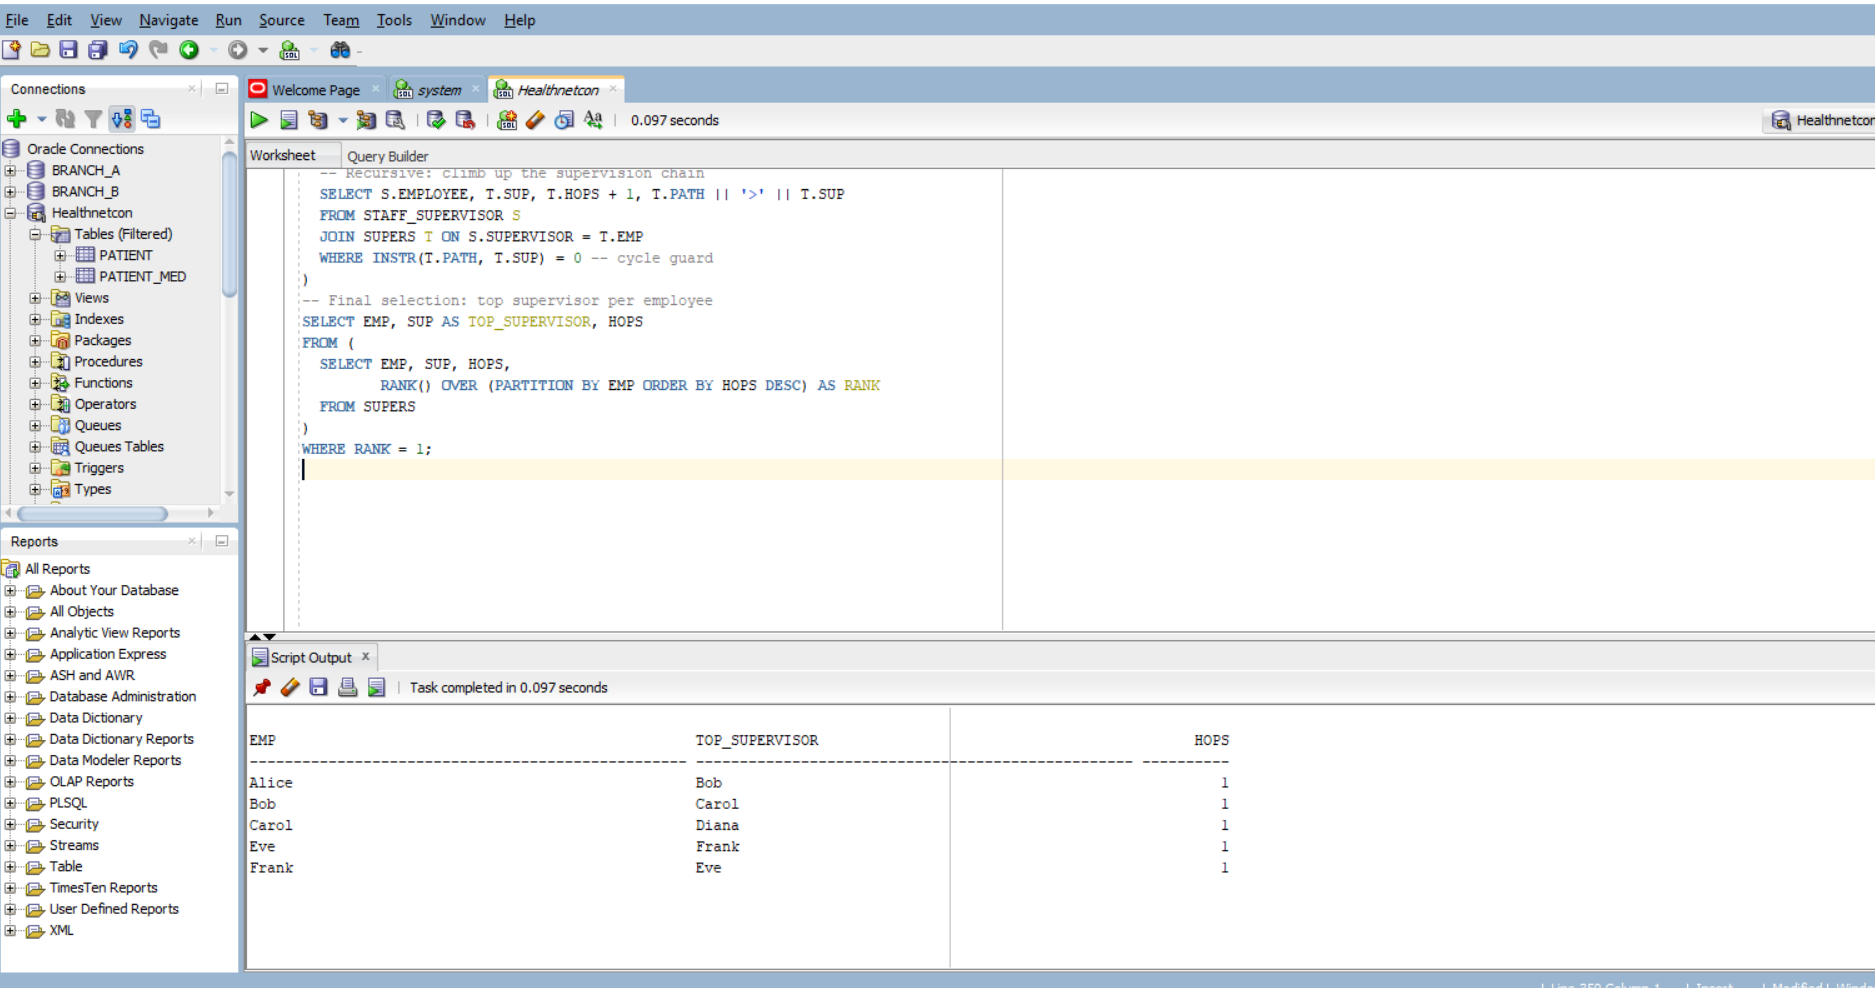 File Edit View Navigate Run Source Team Tools Window Help
Connections
Welcome Page
system
Healthnetcon
0.097 seconds
Healthnetcon
Oracle Connections
BRANCH_A
BRANCH_B
Healthnetcon
Tables (Filtered)
PATIENT
PATIENT_MED
Views
Indexes
Packages
Procedures
Functions
Operators
Queues
Queues Tables
Triggers
Types
Worksheet Query Builder
-- Recursive: climb up the supervision chain
SELECT S.EMPLOYEE, T.SUP, T.HOPS + 1, T.PATH || '>' || T.SUP
FROM STAFF_SUPERVISOR S
JOIN SUPERS T ON S.SUPERVISOR = T.EMP
WHERE INSTR(T.PATH, T.SUP) = 0 -- cycle guard
)
-- Final selection: top supervisor per employee
SELECT EMP, SUP AS TOP_SUPERVISOR, HOPS
FROM (
SELECT EMP, SUP, HOPS,
RANK() OVER (PARTITION BY EMP ORDER BY HOPS DESC) AS RANK
FROM SUPERS
)
WHERE RANK = 1;
Reports
All Reports
About Your Database
All Objects
Analytic View Reports
Application Express
ASH and AWR
Database Administration
Data Dictionary
Data Dictionary Reports
Data Modeler Reports
OLAP Reports
PLSQL
Security
Streams
Table
TimesTen Reports
User Defined Reports
XML
Script Output
Task completed in 0.097 seconds
EMP TOP_SUPERVISOR HOPS
Alice Bob 1
Bob Carol 1
Carol Diana 1
Eve Frank 1
Frank Eve 1